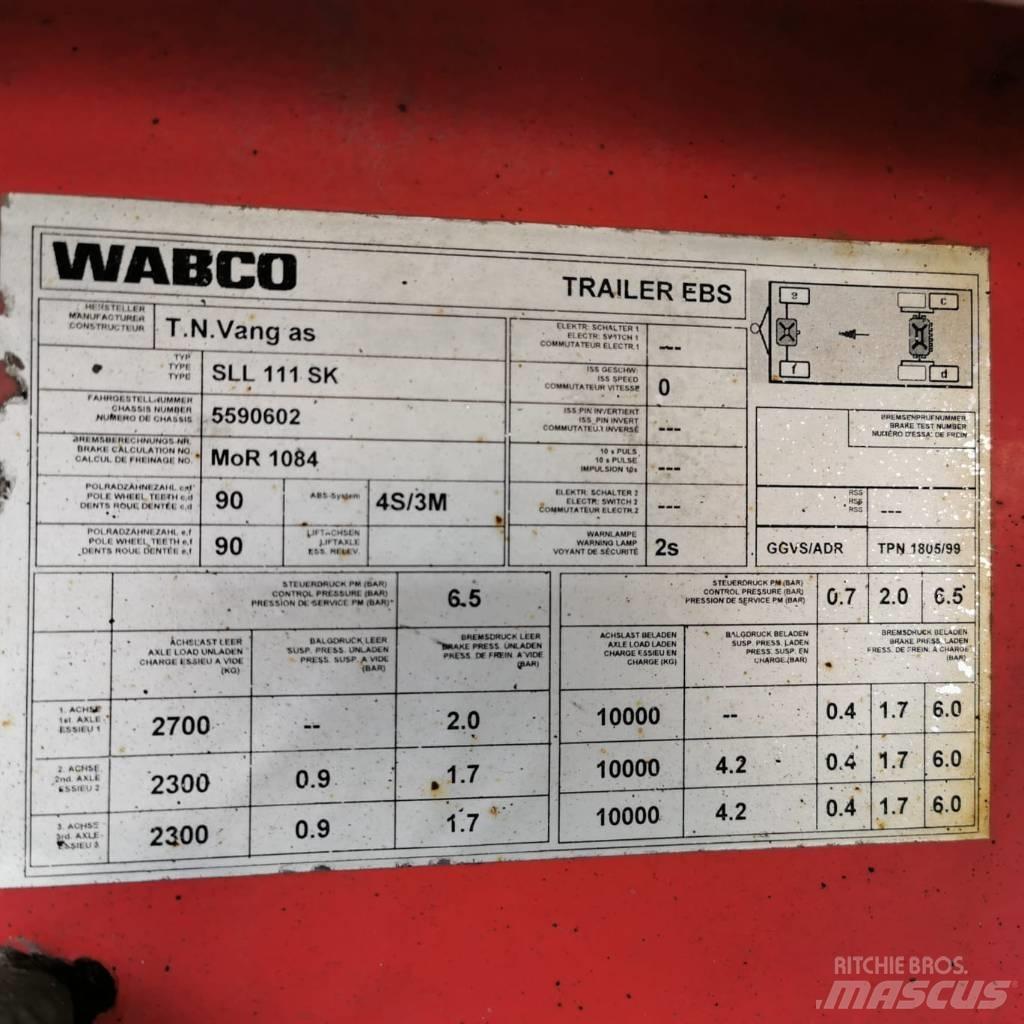 WABCO
TRAILER EBS
HERSTELLER
MANUFACTURER
CONSTRUCTEUR
T.N.Vang as
TYP
TYPE
TYPE
SLL 111 SK
FAHRGESTELLNUMMER
CHASSIS NUMBER
NUMERO DE CHASSIS
5590602
BREMSBERECHNUNGS-NR.
BRAKE CALCULATION NO.
CALCUL DE FREINAGE NO.
MoR 1084
POLRADZÄHNEZAHL c,d
POLE WHEEL TEETH c,d
DENTS ROUE DENTÉE c,d
90
ABS-System
4S/3M
POLRADZÄHNEZAHL e,f
POLE WHEEL TEETH e,f
DENTS ROUE DENTÉE e,f
90
LIFTACHSEN
LIFTAXLE
ESS. RELEV.
ELEKTR. SCHALTER 1
ELECTR. SWITCH 1
COMMUTATEUR ELECTR.1
---
ISS GESCHW.
ISS SPEED
COMMUTATEUR VITESSE
0
ISS PIN INVERTIERT
ISS PIN INVERT
COMMUTATEUR INVERSÉ
---
10 s PULS
10 s PULSE
IMPULSION 10s
---
ELEKTR. SCHALTER 2
ELECTR. SWITCH 2
COMMUTATEUR ELECTR.2
---
WARNLAMPE
WARNING LAMP
VOYANT DE SÉCURITÉ
2s
e
c
f
d
BREMSENPRÜFNUMMER
BRAKE TEST NUMBER
NUMÉRO D'ESSAI DE FREIN
RSS
RSS
RSS
---
GGVS/ADR
TPN 1805/99
STEUERDRUCK PM (BAR)
CONTROL PRESSURE (BAR)
PRESSION DE SERVICE PM (BAR)
6.5
STEUERDRUCK PM (BAR)
CONTROL PRESSURE (BAR)
PRESSION DE SERVICE PM (BAR)
0.7 2.0 6.5
ACHSLAST LEER
AXLE LOAD UNLADEN
CHARGE ESSIEU A VIDE
(KG)
BALGDRUCK LEER
SUSP. PRESS. UNLADEN
PRESS. SUSP. A VIDE
(BAR)
BREMSDRUCK LEER
BRAKE PRESS. UNLADEN
PRESS. DE FREIN. A VIDE
(BAR)
ACHSLAST BELADEN
AXLE LOAD LADEN
CHARGE ESSIEU EN
CHARGE (KG)
BALGDRUCK BELADEN
SUSP. PRESS. LADEN
PRESS. SUSP. EN
CHARGE.(BAR)
BREMSDRUCK BELADEN
BRAKE PRESS. LADEN
PRESS. DE FREIN. A CHARGE
(BAR)
1. ACHSE
1st. AXLE
ESSIEU 1
2700 -- 2.0 10000 -- 0.4 1.7 6.0
2. ACHSE
2nd. AXLE
ESSIEU 2
2300 0.9 1.7 10000 4.2 0.4 1.7 6.0
3. ACHSE
3rd. AXLE
ESSIEU 3
2300 0.9 1.7 10000 4.2 0.4 1.7 6.0
RITCHIE BROS.
MASCUS